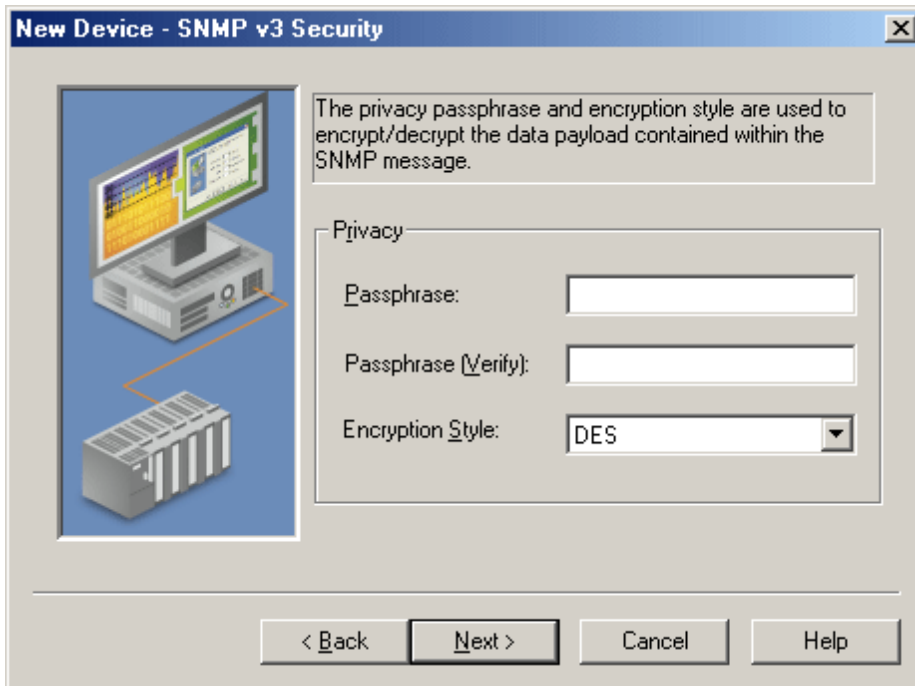 New Device - SNMP v3 Security
The privacy passphrase and encryption style are used to
encrypt/decrypt the data payload contained within the
SNMP message.
Privacy
Passphrase:
Passphrase (Verify):
Encryption Style:
DES
< Back
Next >
Cancel
Help